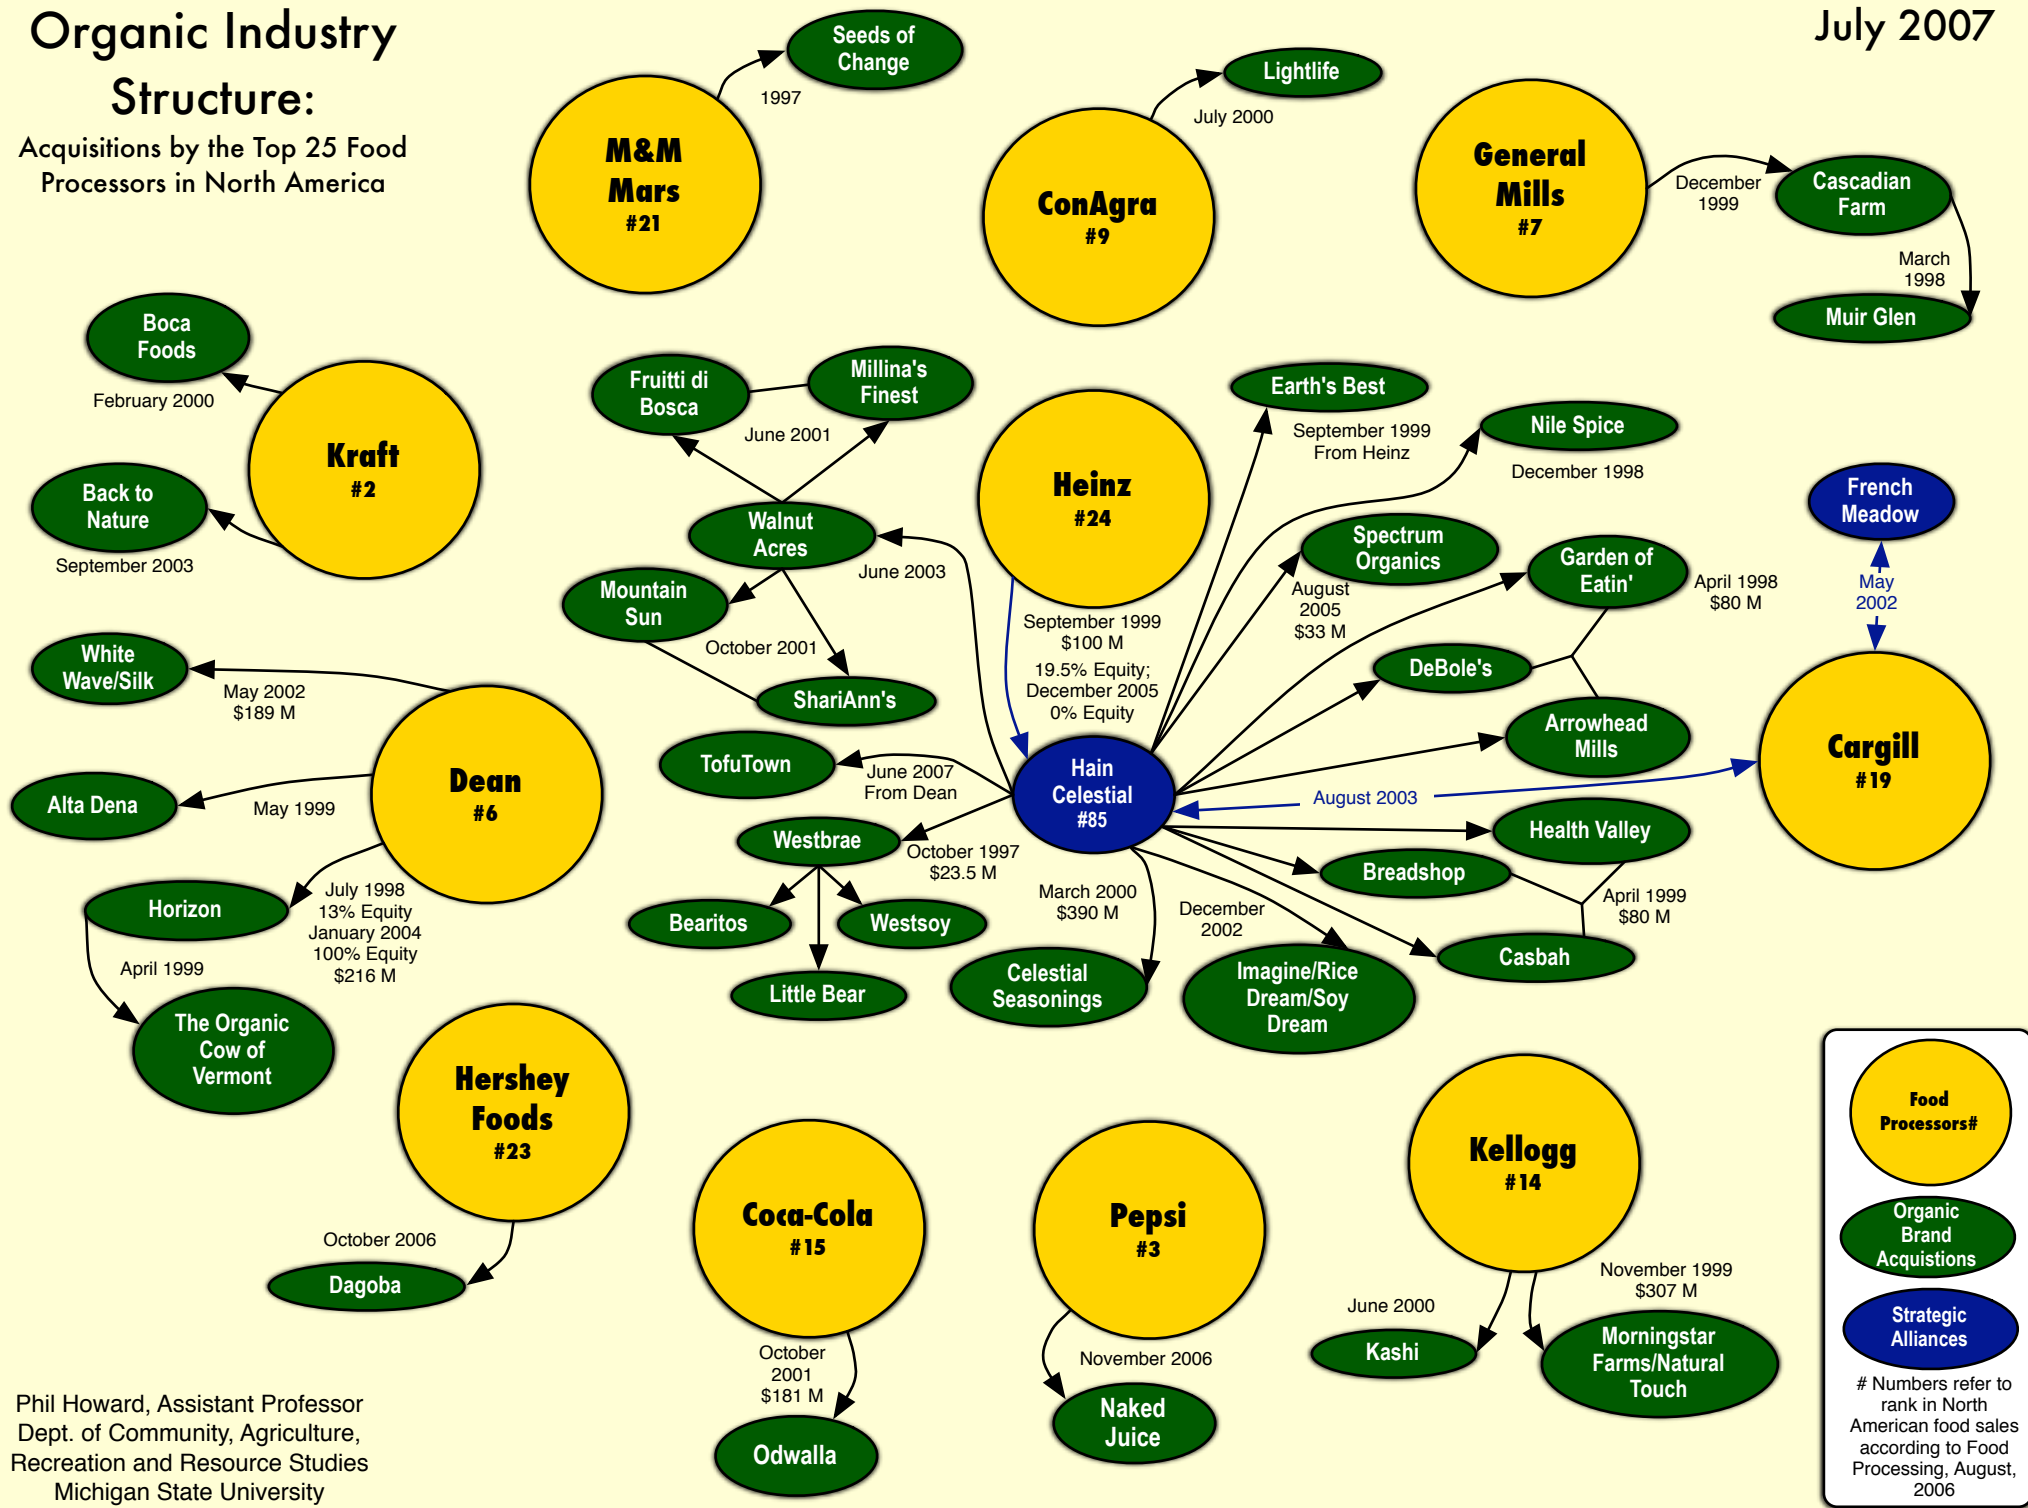 Organic Industry
Structure:
Acquisitions by the Top 25 Food
Processors in North America
July 2007
M&M
Mars
#21
1997
Seeds of
Change
ConAgra
#9
July 2000
Lightlife
General
Mills
#7
December
1999
Cascadian
Farm
March
1998
Muir Glen
Boca
Foods
February 2000
Kraft
#2
Back to
Nature
September 2003
Fruitti di
Bosca
Millina's
Finest
June 2001
Walnut
Acres
June 2003
Mountain
Sun
October 2001
ShariAnn's
Heinz
#24
September 1999
$100 M
19.5% Equity;
December 2005
0% Equity
Earth's Best
September 1999
From Heinz
Nile Spice
December 1998
Spectrum
Organics
August
2005
$33 M
Garden of
Eatin'
April 1998
$80 M
DeBole's
Arrowhead
Mills
French
Meadow
May
2002
Cargill
#19
August 2003
Hain
Celestial
#85
White
Wave/Silk
May 2002
$189 M
Dean
#6
Alta Dena
May 1999
Horizon
July 1998
13% Equity
January 2004
100% Equity
$216 M
April 1999
The Organic
Cow of
Vermont
TofuTown
June 2007
From Dean
Westbrae
October 1997
$23.5 M
Bearitos
Westsoy
Little Bear
March 2000
$390 M
Celestial
Seasonings
December
2002
Imagine/Rice
Dream/Soy
Dream
Health Valley
Breadshop
April 1999
$80 M
Casbah
Hershey
Foods
#23
October 2006
Dagoba
Coca-Cola
#15
October
2001
$181 M
Odwalla
Pepsi
#3
November 2006
Naked
Juice
Kellogg
#14
June 2000
Kashi
November 1999
$307 M
Morningstar
Farms/Natural
Touch
Food
Processors#
Organic
Brand
Acquistions
Strategic
Alliances
# Numbers refer to
rank in North
American food sales
according to Food
Processing, August,
2006
Phil Howard, Assistant Professor
Dept. of Community, Agriculture,
Recreation and Resource Studies
Michigan State University